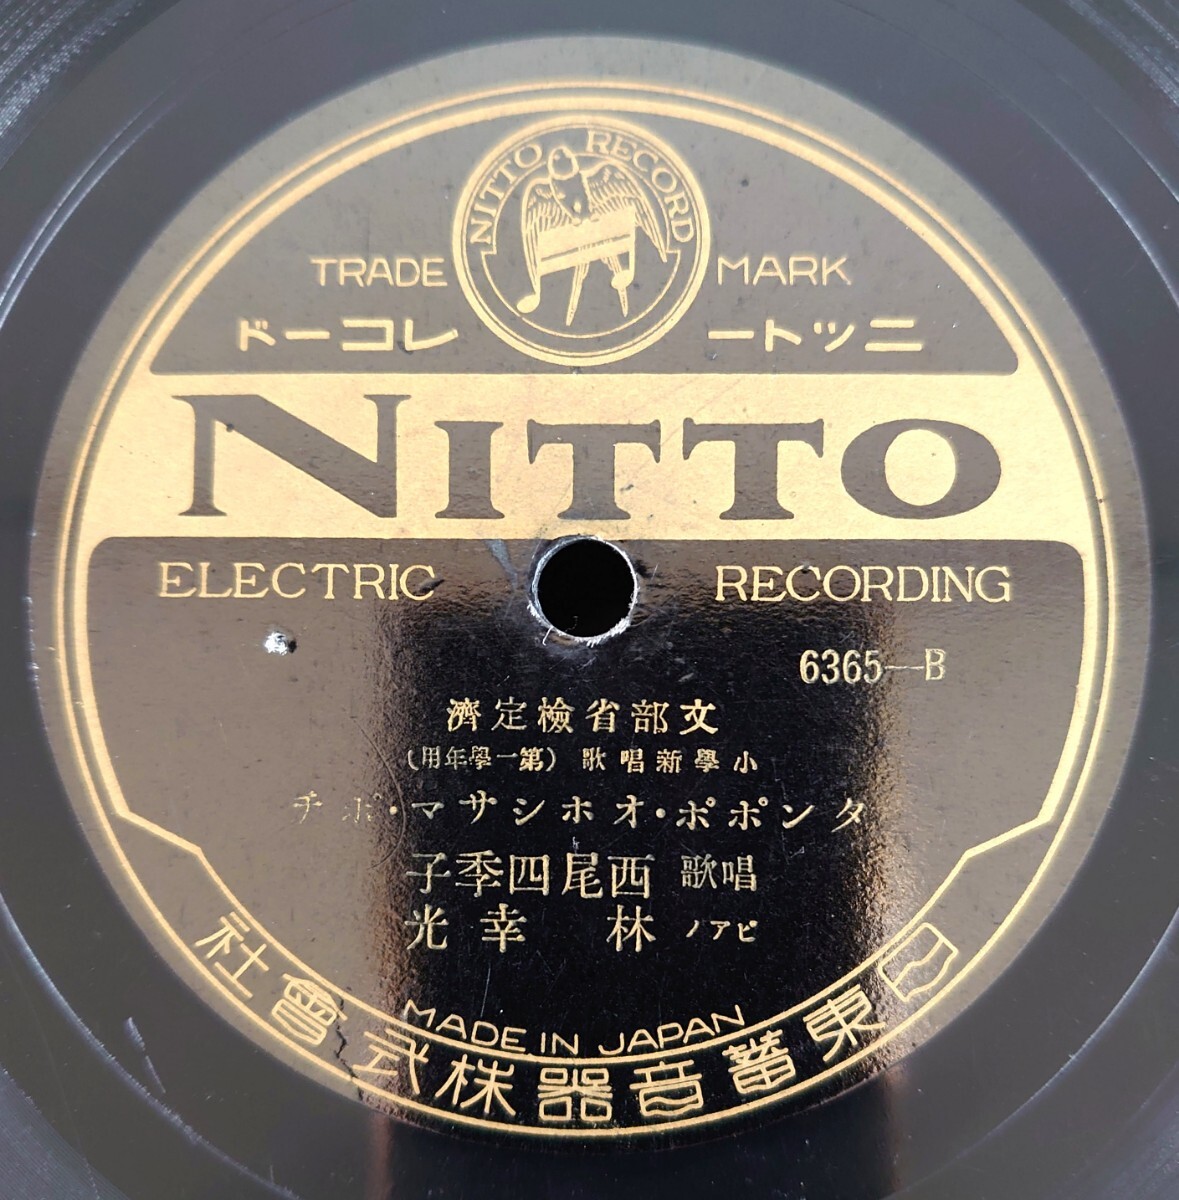 NITTO RECORD
TRADE MARK
ニットーレコード
NITTO
ELECTRIC RECORDING
6365—B
文部省檢定濟
小學新唱歌（第一學年用）
タンポポ・オホシサマ・ポチ
唱歌 西尾四季子
ピアノ 林 幸光
MADE IN JAPAN
日東蓄音器株式會社